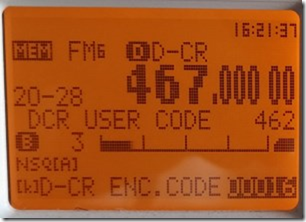 16:21:37
MEM FM6 D D-CR
467.000 00
20-28
DCR USER CODE 462
B 3
NSQ[A]
[k]D-CR ENC.CODE 00016